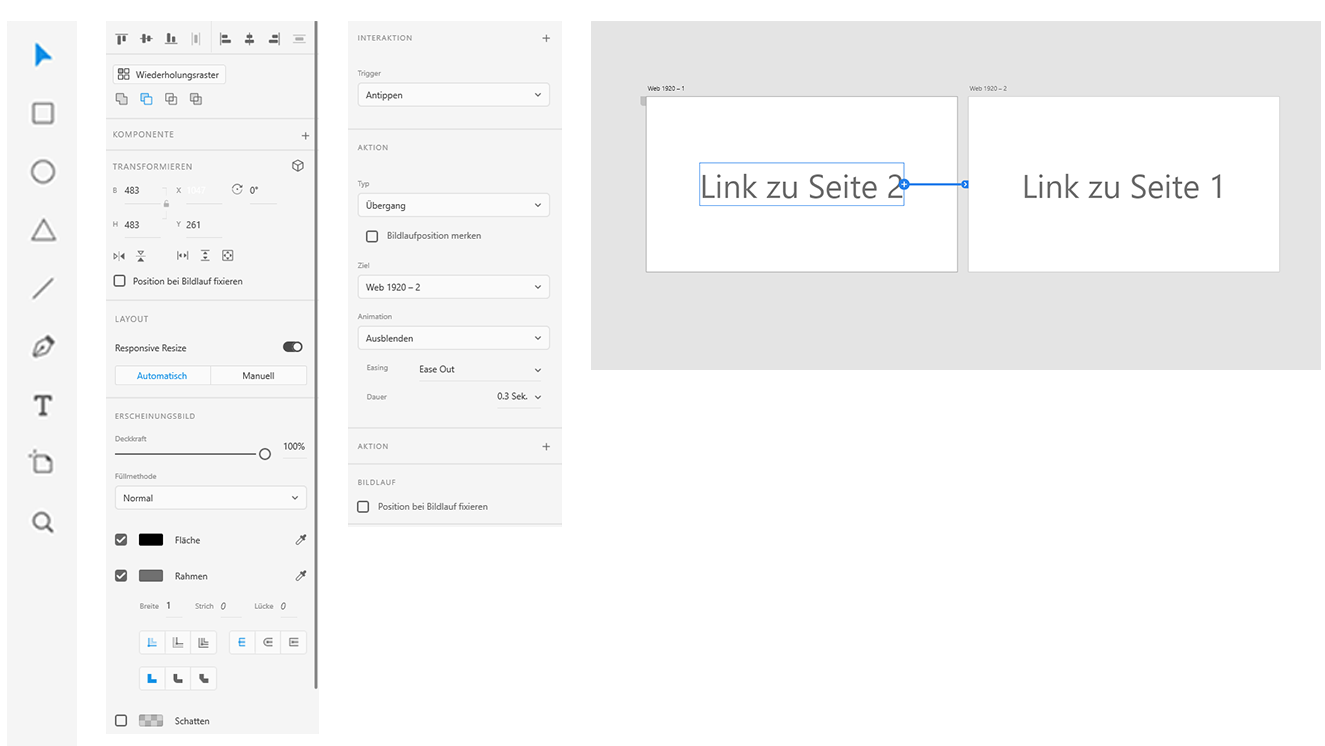 Wiederholungsraster
KOMPONENTE
TRANSFORMIEREN
B 483 X 0°
H 483 Y 261
Position bei Bildlauf fixieren
LAYOUT
Responsive Resize
Automatisch Manuell
ERSCHEINUNGSBILD
Deckkraft
100%
Füllmethode
Normal
Fläche
Rahmen
Breite 1 Strich 0 Lücke 0
Schatten
INTERAKTION
Trigger
Antippen
AKTION
Typ
Übergang
Bildlaufposition merken
Ziel
Web 1920 – 2
Animation
Ausblenden
Easing Ease Out
Dauer 0.3 Sek.
AKTION
BILDLAUF
Position bei Bildlauf fixieren
Web 1920 – 1
Link zu Seite 2
Web 1920 – 2
Link zu Seite 1